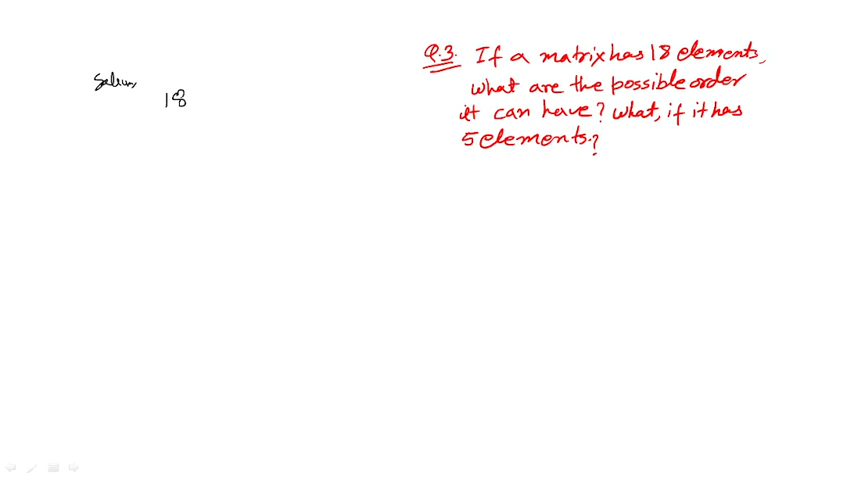 Q.3. If a matrix has 18 elements,
what are the possible order
it can have? What, if it has
5 elements?
18